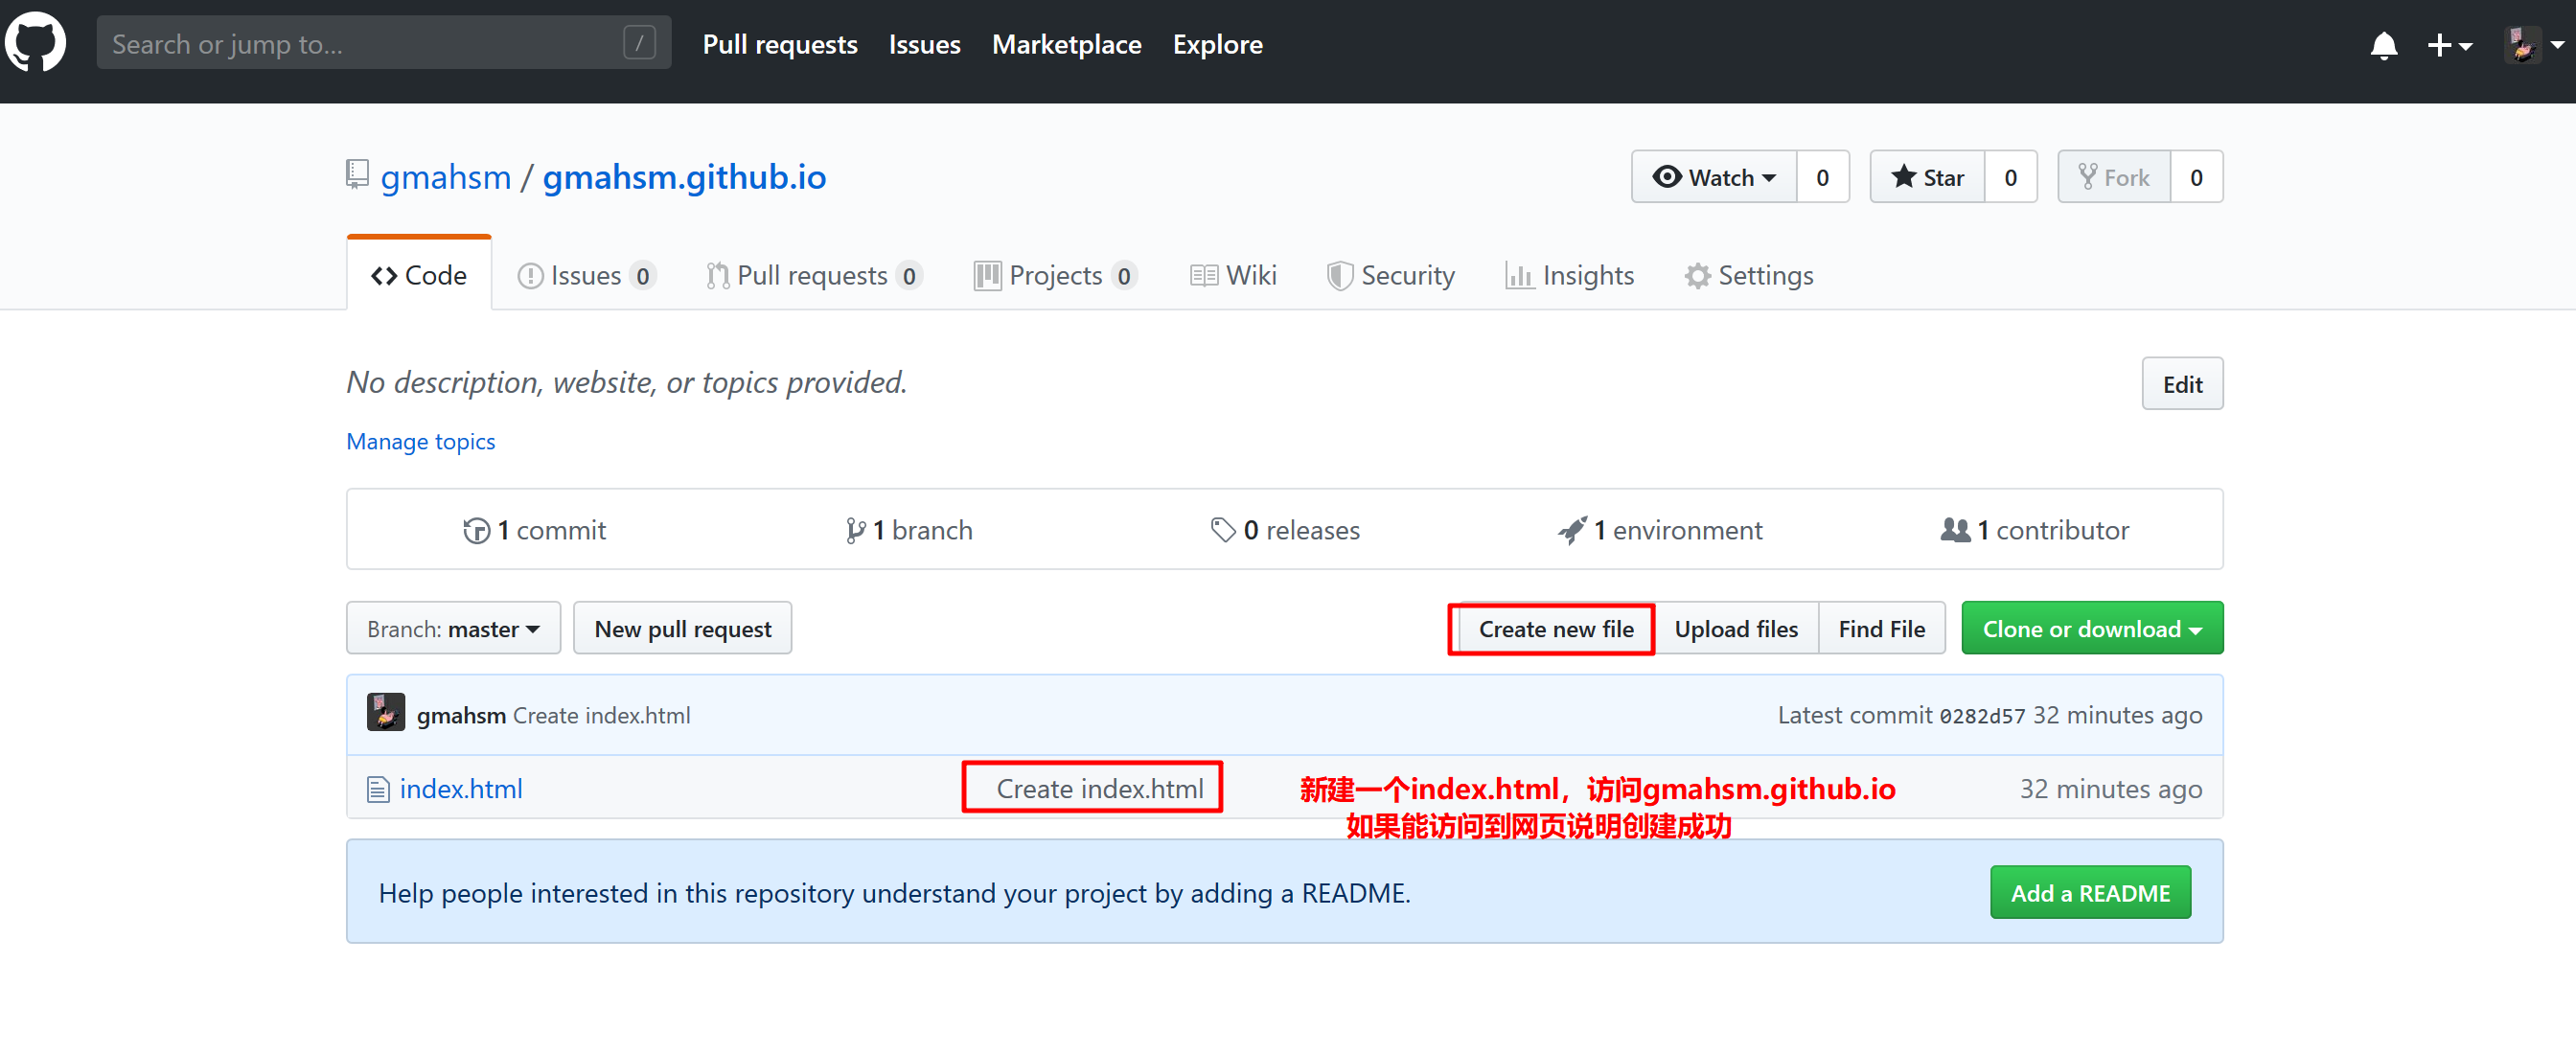 Search or jump to... /
Pull requests Issues Marketplace Explore
gmahsm / gmahsm.github.io
Watch 0 Star 0 Fork 0
Code Issues 0 Pull requests 0 Projects 0 Wiki Security Insights Settings
No description, website, or topics provided.
Edit
Manage topics
1 commit 1 branch 0 releases 1 environment 1 contributor
Branch: master New pull request Create new file Upload files Find File Clone or download
gmahsm Create index.html Latest commit 0282d57 32 minutes ago
index.html Create index.html 新建一个index.html，访问gmahsm.github.io 32 minutes ago
如果能访问到网页说明创建成功
Help people interested in this repository understand your project by adding a README. Add a README